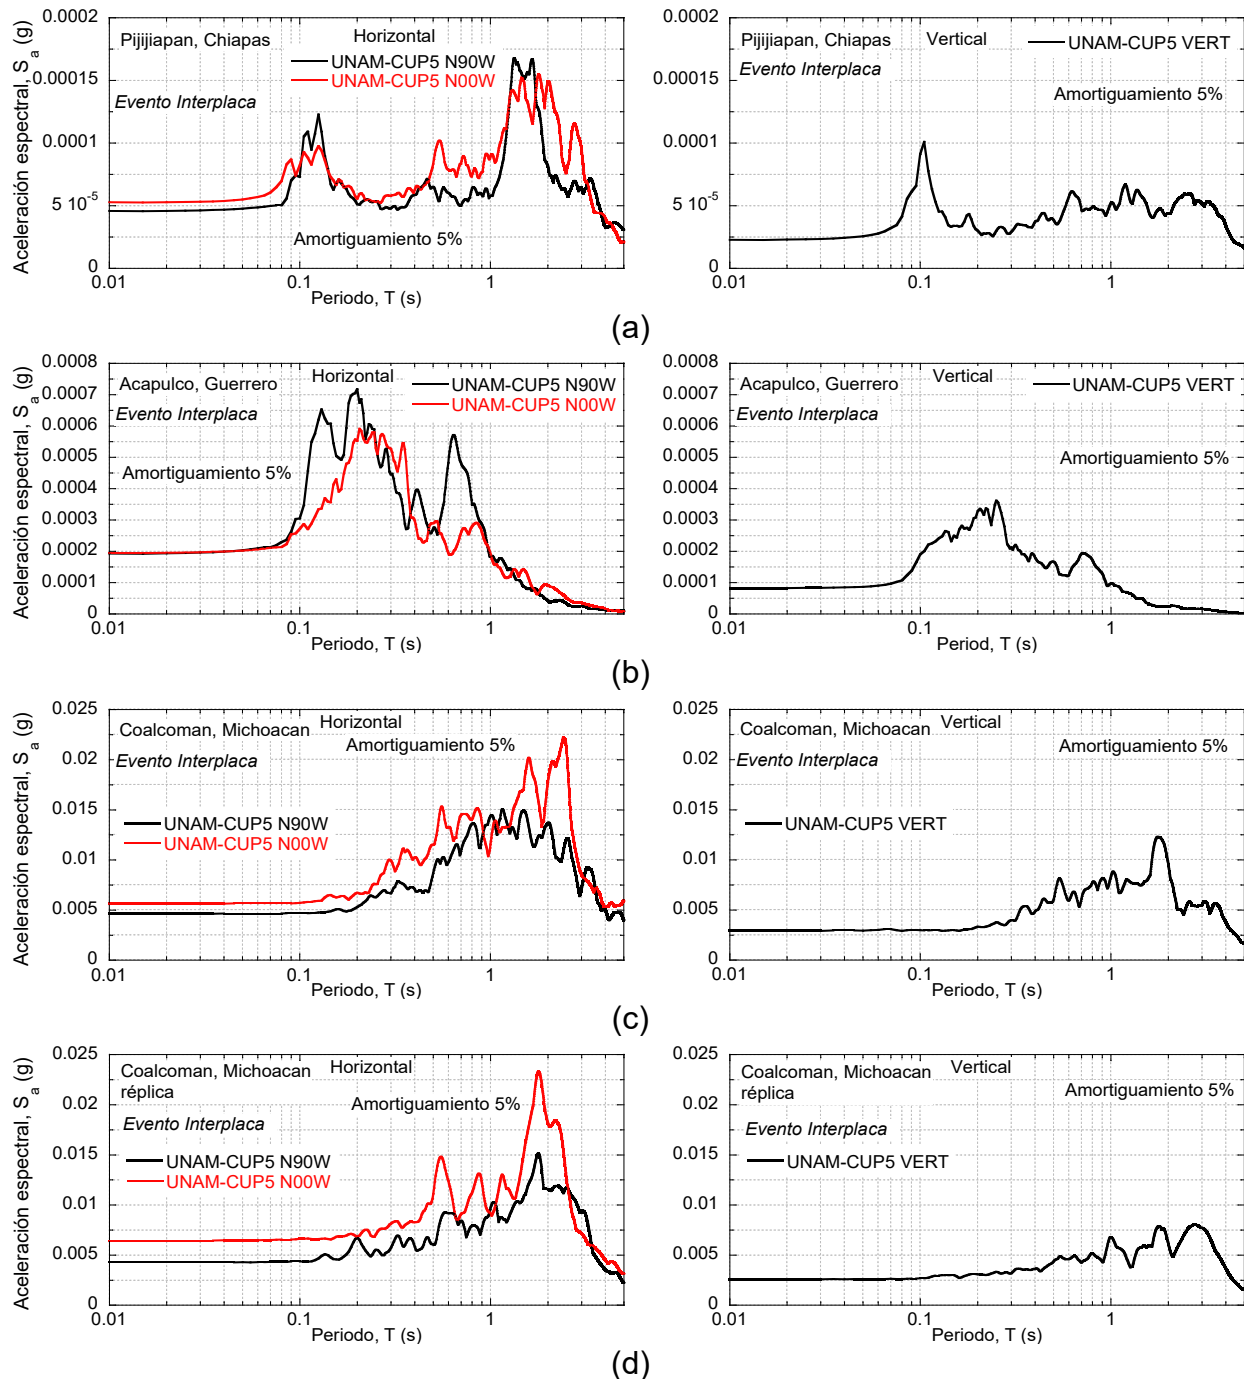 Aceleración espectral, S_a (g)
0.0002
0.00015
0.0001
5 10⁻⁵
0
Pijijiapan, Chiapas
Horizontal
UNAM-CUP5 N90W
UNAM-CUP5 N00W
Evento Interplaca
Amortiguamiento 5%
0.01
0.1
1
Periodo, T (s)
0.0002
0.00015
0.0001
5 10⁻⁵
0
Pijijiapan, Chiapas
Vertical
UNAM-CUP5 VERT
Evento Interplaca
Amortiguamiento 5%
0.01
0.1
1
Periodo, T (s)
(a)
Aceleración espectral, S_a (g)
0.0008
0.0007
0.0006
0.0005
0.0004
0.0003
0.0002
0.0001
0
Acapulco, Guerrero
Horizontal
UNAM-CUP5 N90W
UNAM-CUP5 N00W
Evento Interplaca
Amortiguamiento 5%
0.01
0.1
1
Periodo, T (s)
0.0008
0.0007
0.0006
0.0005
0.0004
0.0003
0.0002
0.0001
0
Acapulco, Guerrero
Vertical
UNAM-CUP5 VERT
Evento Interplaca
Amortiguamiento 5%
0.01
0.1
1
Period, T (s)
(b)
Aceleración espectral, S_a (g)
0.025
0.02
0.015
0.01
0.005
0
Coalcoman, Michoacan
Horizontal
Amortiguamiento 5%
Evento Interplaca
UNAM-CUP5 N90W
UNAM-CUP5 N00W
0.01
0.1
1
Periodo, T (s)
0.025
0.02
0.015
0.01
0.005
0
Coalcoman, Michoacan
Vertical
Amortiguamiento 5%
Evento Interplaca
UNAM-CUP5 VERT
0.01
0.1
1
Periodo, T (s)
(c)
Aceleración espectral, S_a (g)
0.025
0.02
0.015
0.01
0.005
0
Coalcoman, Michoacan
réplica
Horizontal
Amortiguamiento 5%
Evento Interplaca
UNAM-CUP5 N90W
UNAM-CUP5 N00W
0.01
0.1
1
Periodo, T (s)
0.025
0.02
0.015
0.01
0.005
0
Coalcoman, Michoacan
réplica
Vertical
Amortiguamiento 5%
Evento Interplaca
UNAM-CUP5 VERT
0.01
0.1
1
Periodo, T (s)
(d)